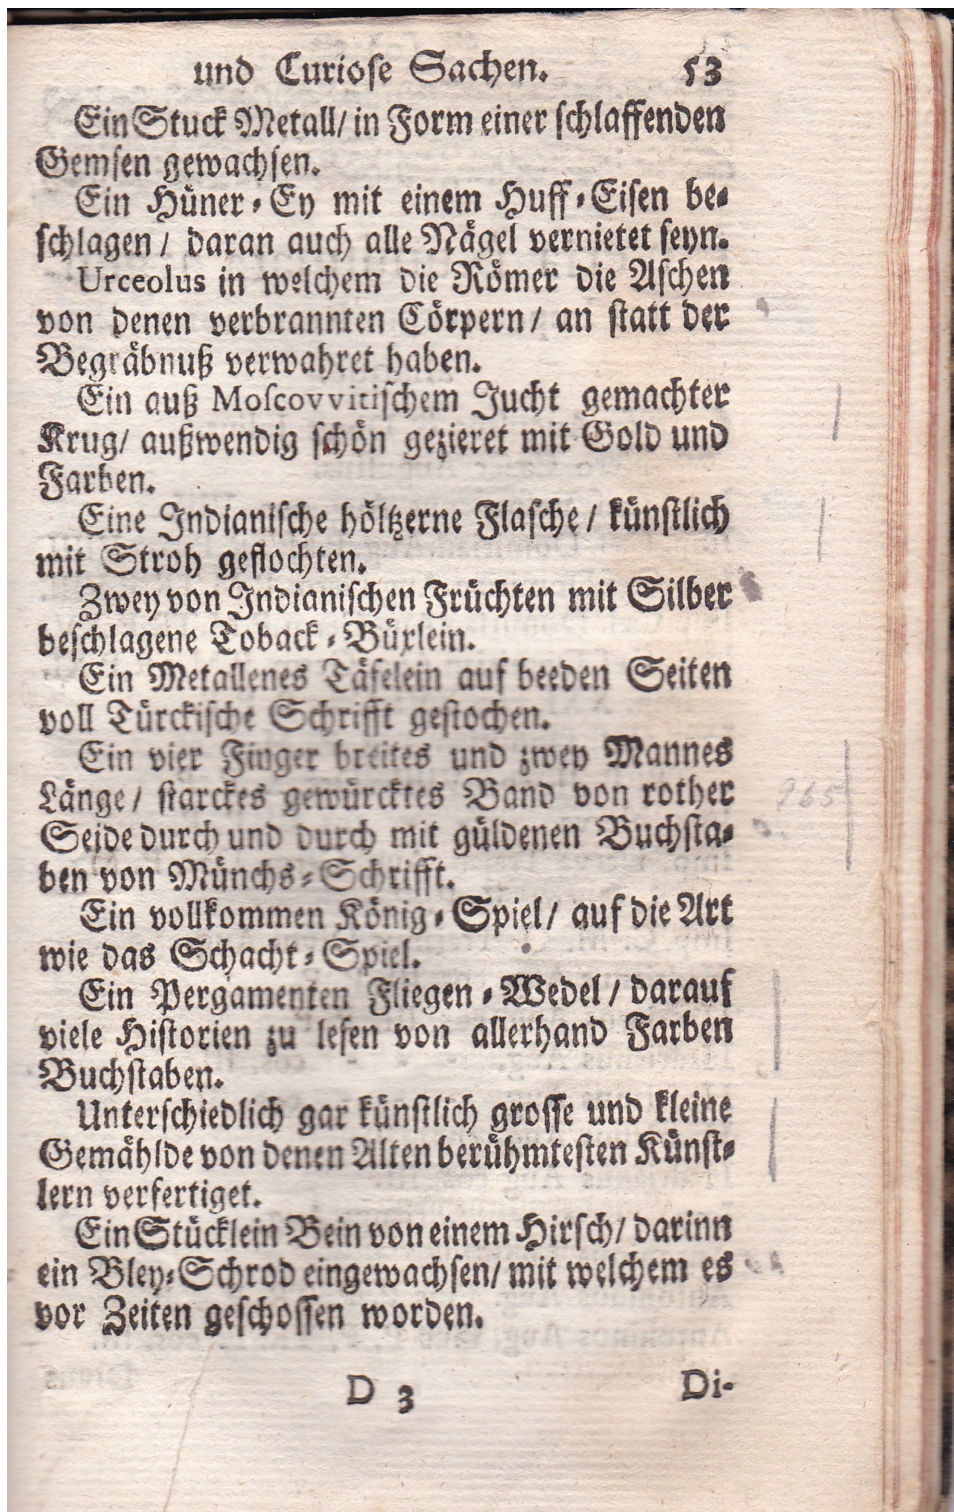 und Curiose Sachen. 53
Ein Stuck Metall/ in Form einer schlaffenden
Gemsen gewachsen.
Ein Hüner-Ey mit einem Huff-Eisen be-
schlagen/ daran auch alle Nägel vernietet seyn.
Urceolus in welchem die Römer die Aschen
von denen verbrannten Cörpern/ an statt der
Begräbnuß verwahret haben.
Ein auß Moscovvitischem Jucht gemachter
Krug/ außwendig schön gezieret mit Gold und
Farben.
Eine Indianische höltzerne Flasche/ künstlich
mit Stroh geflochten.
Zwey von Indianischen Früchten mit Silber
beschlagene Toback-Büxlein.
Ein Metallenes Täfelein auf beeden Seiten
voll Türckische Schrifft gestochen.
Ein vier Finger breites und zwey Mannes
Länge/ starckes gewürcktes Band von rother
Seide durch und durch mit güldenen Buchsta-
ben von Münchs-Schrifft.
Ein vollkommen König-Spiel/ auf die Art
wie das Schacht-Spiel.
Ein Pergamenten Fliegen-Wedel/ darauf
viele Historien zu lesen von allerhand Farben
Buchstaben.
Unterschiedlich gar künstlich grosse und kleine
Gemählde von denen Alten berühmtesten Künst-
lern verfertiget.
Ein Stücklein Bein von einem Hirsch/ darinn
ein Bley-Schrod eingewachsen/ mit welchem es
vor Zeiten geschossen worden.
D 3 Di-